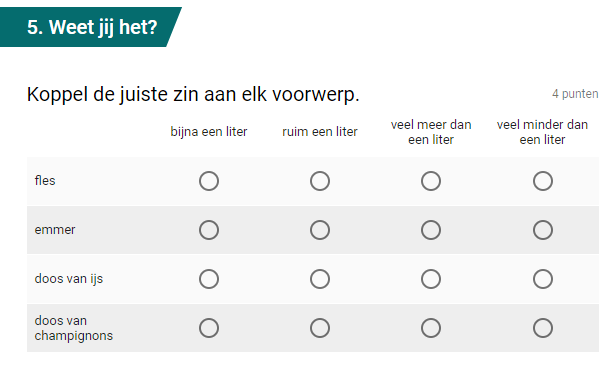 5. Weet jij het?
Koppel de juiste zin aan elk voorwerp.
4 punten
bijna een liter
ruim een liter
veel meer dan
een liter
veel minder dan
een liter
fles
emmer
doos van ijs
doos van
champignons